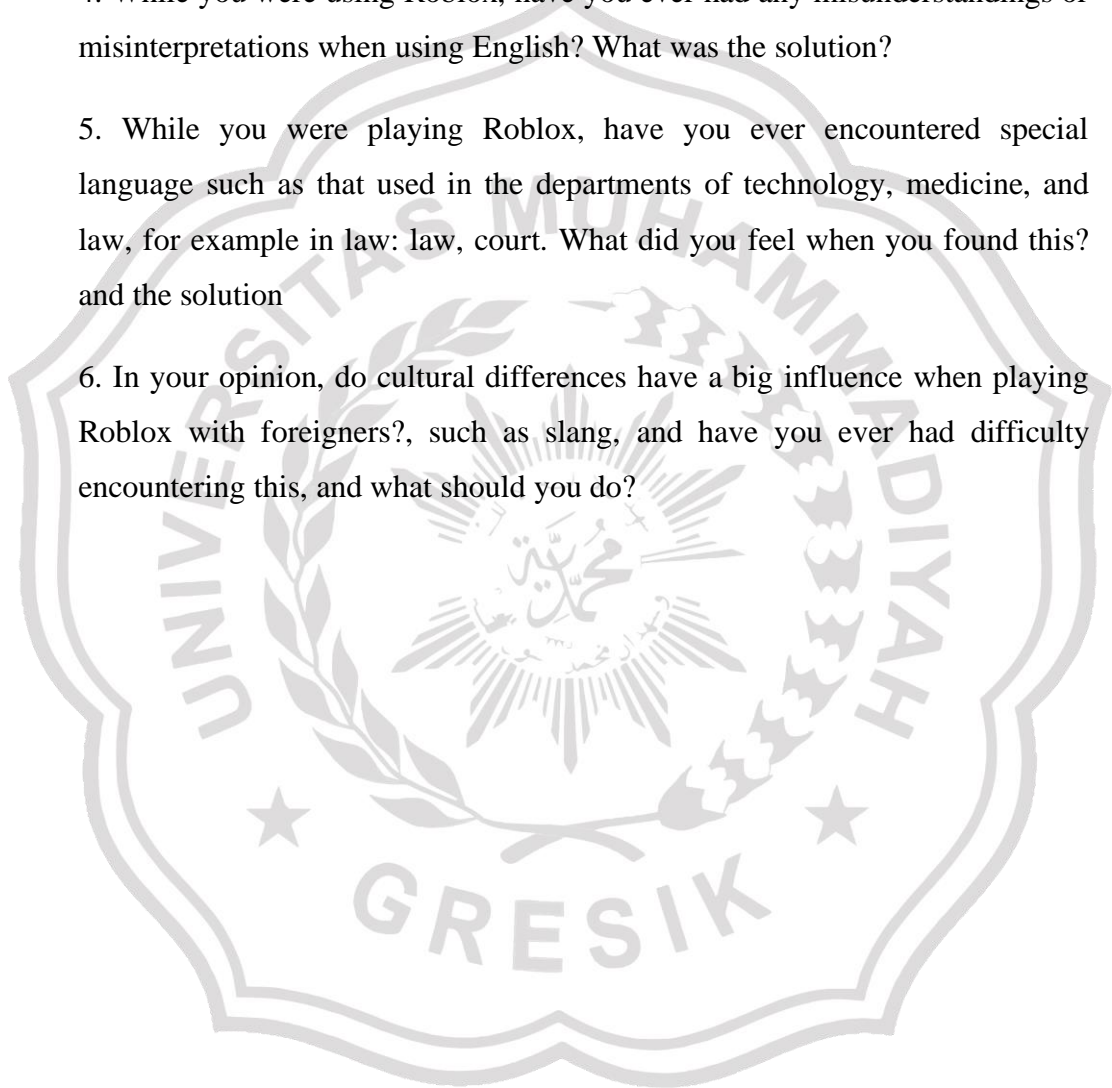 4. While you were using Roblox, have you ever had any misunderstandings or
misinterpretations when using English? What was the solution?
5. While you were playing Roblox, have you ever encountered special
language such as that used in the departments of technology, medicine, and
law, for example in law: law, court. What did you feel when you found this?
and the solution
6. In your opinion, do cultural differences have a big influence when playing
Roblox with foreigners?, such as slang, and have you ever had difficulty
encountering this, and what should you do?
UNIVERSITAS MUHAMMADIYAH
GRESIK